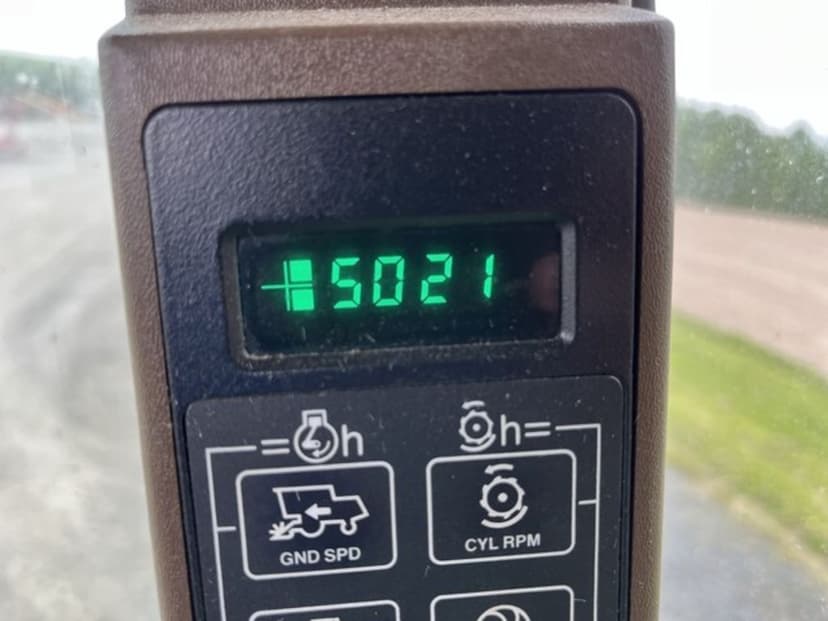 5021
=h
h=
GND SPD
CYL RPM